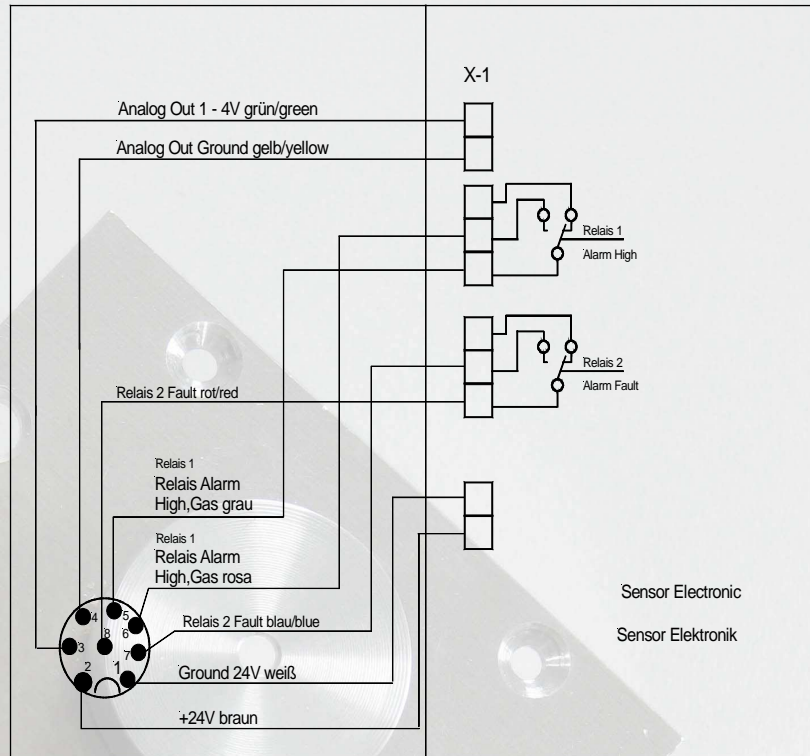 X-1
Analog Out 1 - 4V grün/green
Analog Out Ground gelb/yellow
Relais 1
Alarm High
Relais 2
Alarm Fault
Relais 2 Fault rot/red
Relais 1
Relais Alarm
High,Gas grau
Relais 1
Relais Alarm
High,Gas rosa
Sensor Electronic
Sensor Elektronik
Relais 2 Fault blau/blue
Ground 24V weiß
+24V braun
4
5
6
3
8
7
2
1